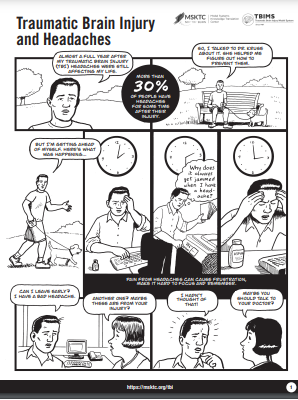 Traumatic Brain Injury
and Headaches
MSKTC
TBIMS
ALMOST A FULL YEAR AFTER
MY TRAUMATIC BRAIN INJURY
(TBI) HEADACHES WERE STILL
AFFECTING MY LIFE.
MORE THAN
30%
OF PEOPLE HAVE
HEADACHES
FOR SOME TIME
AFTER THEIR
INJURY.
SO, I TALKED TO DR. KRUSE
ABOUT IT. SHE HELPED ME
FIGURE OUT HOW TO
PREVENT THEM.
BUT I'M GETTING AHEAD
OF MYSELF. HERE'S WHAT
WAS HAPPENING...
Why does
it always
get jammed
when I have
a head-
ache?
PAIN FROM HEADACHES CAN CAUSE FRUSTRATION,
MAKE IT HARD TO FOCUS AND REMEMBER.
CAN I LEAVE EARLY?
I HAVE A BAD HEADACHE.
ANOTHER ONE? MAYBE
THESE ARE FROM YOUR
INJURY?
I HADN'T
THOUGHT OF
THAT!
MAYBE YOU
SHOULD TALK TO
YOUR DOCTOR?
https://msktc.org/tbi
1